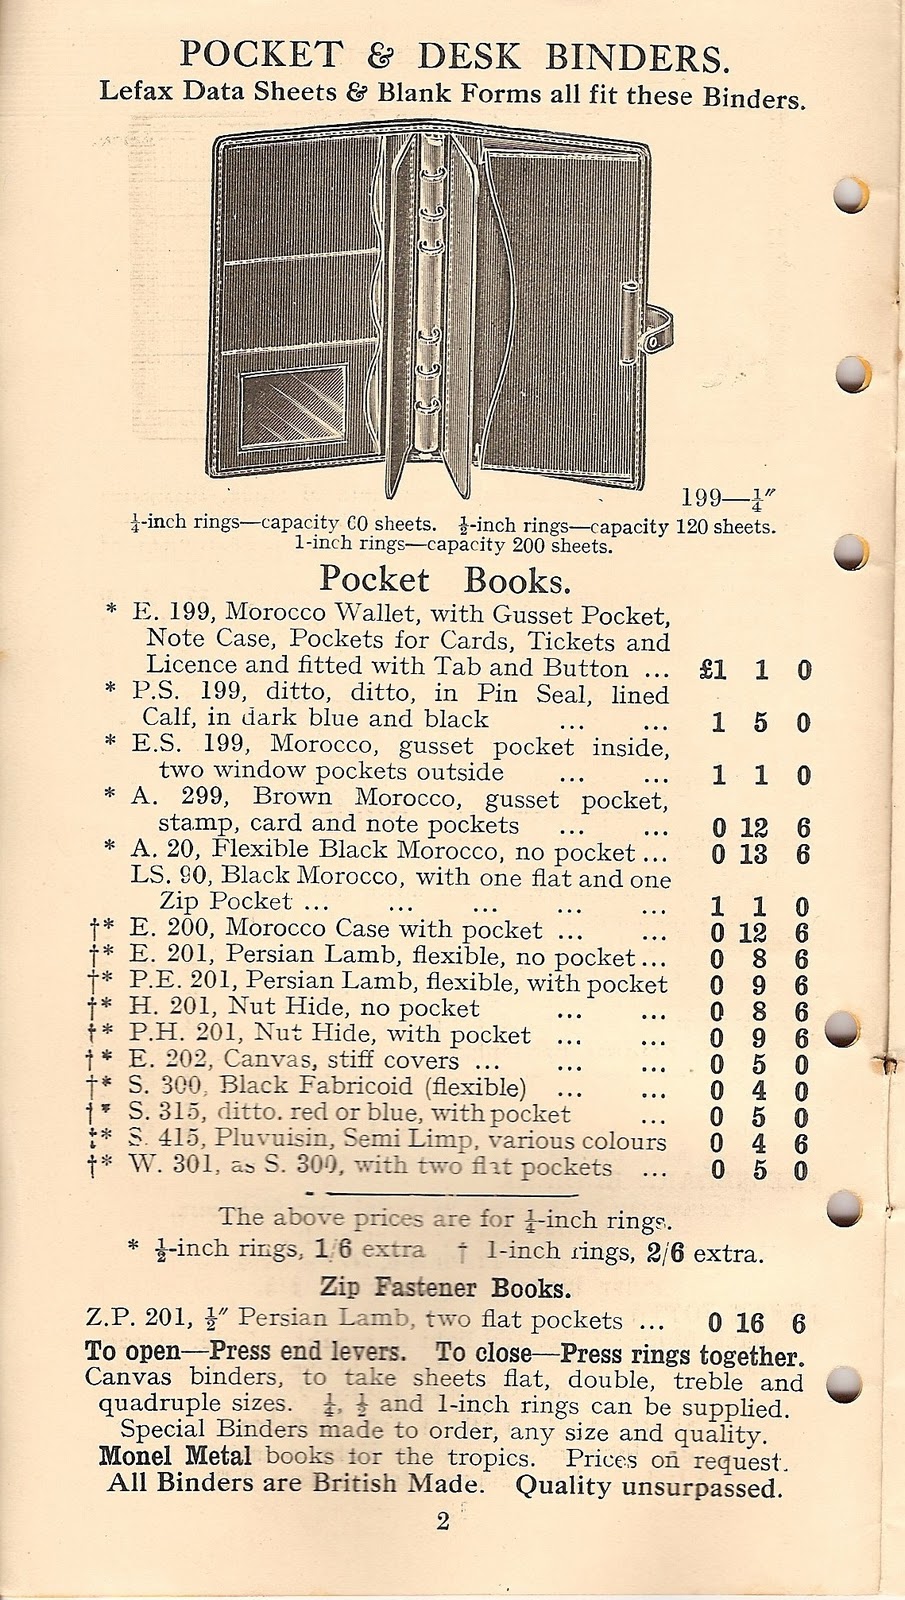 POCKET & DESK BINDERS.
Lefax Data Sheets & Blank Forms all fit these Binders.
199—¼″
¼-inch rings—capacity 60 sheets. ½-inch rings—capacity 120 sheets.
1-inch rings—capacity 200 sheets.
Pocket Books.
* E. 199, Morocco Wallet, with Gusset Pocket,
Note Case, Pockets for Cards, Tickets and
Licence and fitted with Tab and Button ... £1 1 0
* P.S. 199, ditto, ditto, in Pin Seal, lined
Calf, in dark blue and black ... ... 1 5 0
* E.S. 199, Morocco, gusset pocket inside,
two window pockets outside ... ... 1 1 0
* A. 299, Brown Morocco, gusset pocket,
stamp, card and note pockets ... ... 0 12 6
* A. 20, Flexible Black Morocco, no pocket ... 0 13 6
LS. 90, Black Morocco, with one flat and one
Zip Pocket ... ... ... ... ... 1 1 0
†* E. 200, Morocco Case with pocket ... ... 0 12 6
†* E. 201, Persian Lamb, flexible, no pocket ... 0 8 6
†* P.E. 201, Persian Lamb, flexible, with pocket 0 9 6
†* H. 201, Nut Hide, no pocket ... ... 0 8 6
†* P.H. 201, Nut Hide, with pocket ... ... 0 9 6
†* E. 202, Canvas, stiff covers ... ... ... 0 5 0
†* S. 300, Black Fabricoid (flexible) ... ... 0 4 0
†* S. 315, ditto. red or blue, with pocket ... 0 5 0
†* S. 415, Pluvuisin, Semi Limp, various colours 0 4 6
†* W. 301, as S. 300, with two flat pockets ... 0 5 0
The above prices are for ¼-inch rings.
* ½-inch rings, 1/6 extra † 1-inch rings, 2/6 extra.
Zip Fastener Books.
Z.P. 201, ½″ Persian Lamb, two flat pockets ... 0 16 6
To open—Press end levers. To close—Press rings together.
Canvas binders, to take sheets flat, double, treble and
quadruple sizes. ¼, ½ and 1-inch rings can be supplied.
Special Binders made to order, any size and quality.
Monel Metal books for the tropics. Prices on request.
All Binders are British Made. Quality unsurpassed.
2